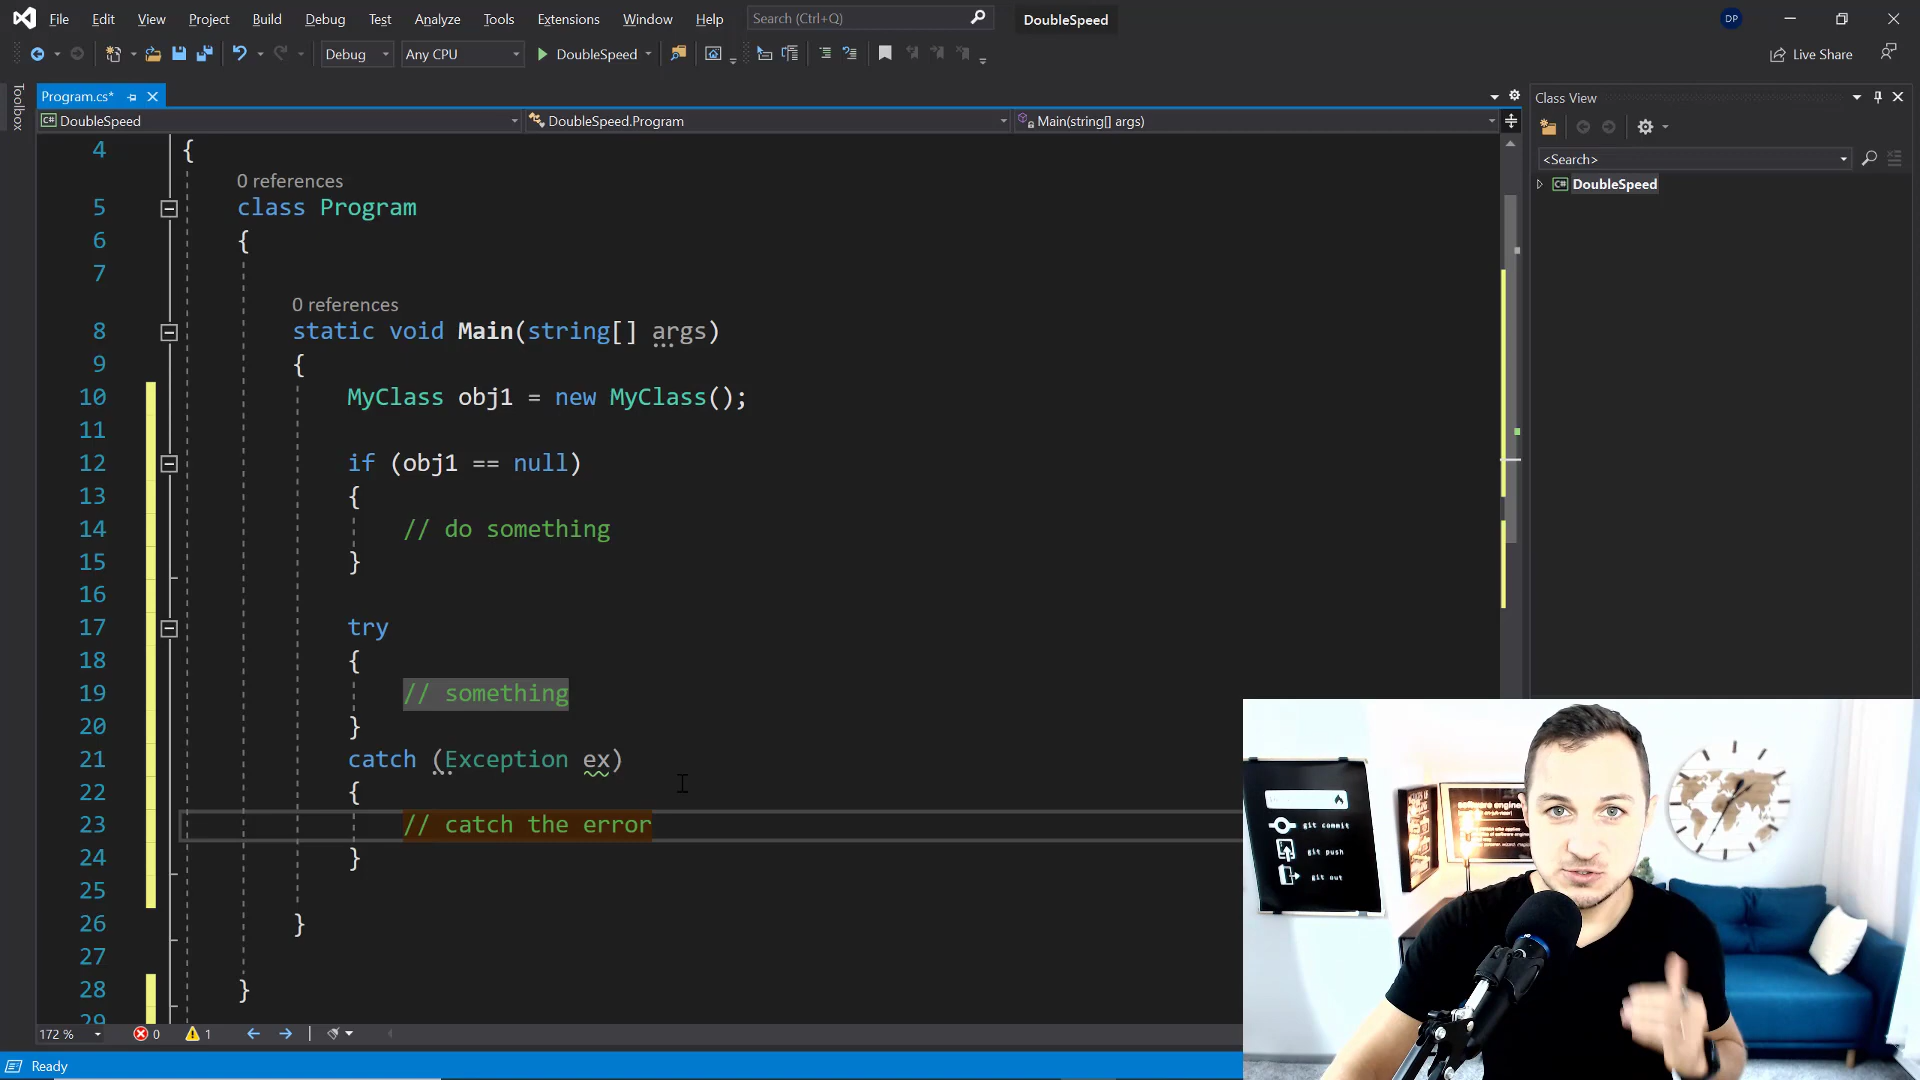 File Edit View Project Build Debug Test Analyze Tools Extensions Window Help Search (Ctrl+Q) DoubleSpeed DP
Debug Any CPU DoubleSpeed Live Share
Toolbox
Program.cs*
DoubleSpeed DoubleSpeed.Program Main(string[] args)
4 {
0 references
5 class Program
6 {
7
0 references
8 static void Main(string[] args)
9 {
10 MyClass obj1 = new MyClass();
11
12 if (obj1 == null)
13 {
14 // do something
15 }
16
17 try
18 {
19 // something
20 }
21 catch (Exception ex)
22 {
23 // catch the error
24 }
25
26 }
27
28 }
29
172 % 0 1
Ready
Class View
<Search>
DoubleSpeed
git commit
git push
git out